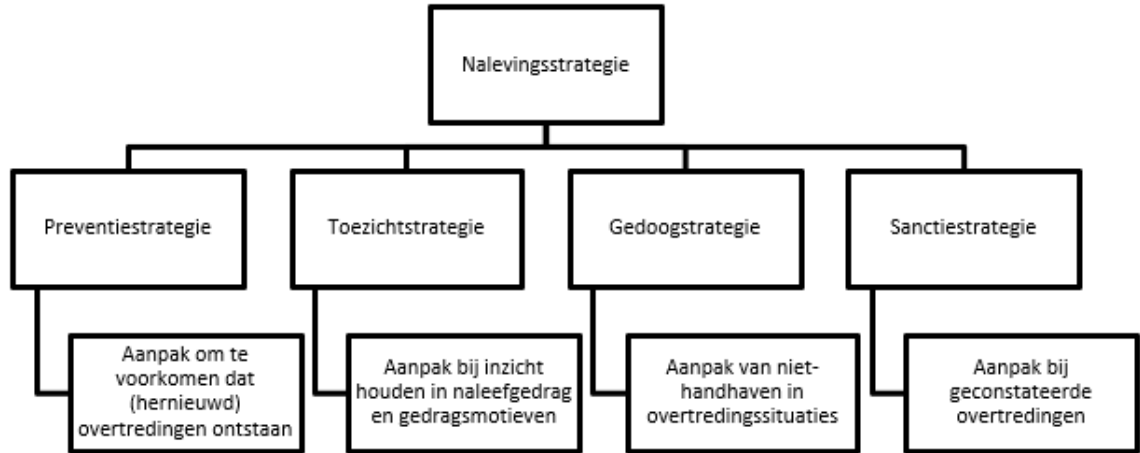 Nalevingsstrategie
Preventiestrategie
Toezichtstrategie
Gedoogstrategie
Sanctiestrategie
Aanpak om te
voorkomen dat
(hernieuwd)
overtredingen ontstaan
Aanpak bij inzicht
houden in naleefgedrag
en gedragsmotieven
Aanpak van niet-
handhaven in
overtredingssituaties
Aanpak bij
geconstateerde
overtredingen